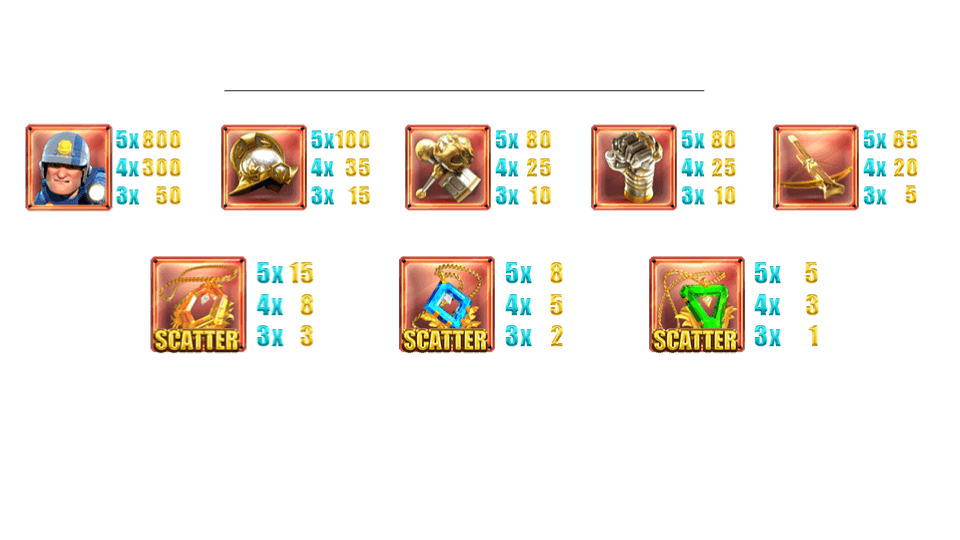 5x 800 5x 100 5x 80 5x 80 5x 65
4x 300 4x 35 4x 25 4x 25 4x 20
3x 50 3x 15 3x 10 3x 10 3x 5
5x 15 5x 8 5x 5
4x 8 4x 5 4x 3
SCATTER 3x 3 SCATTER 3x 2 SCATTER 3x 1